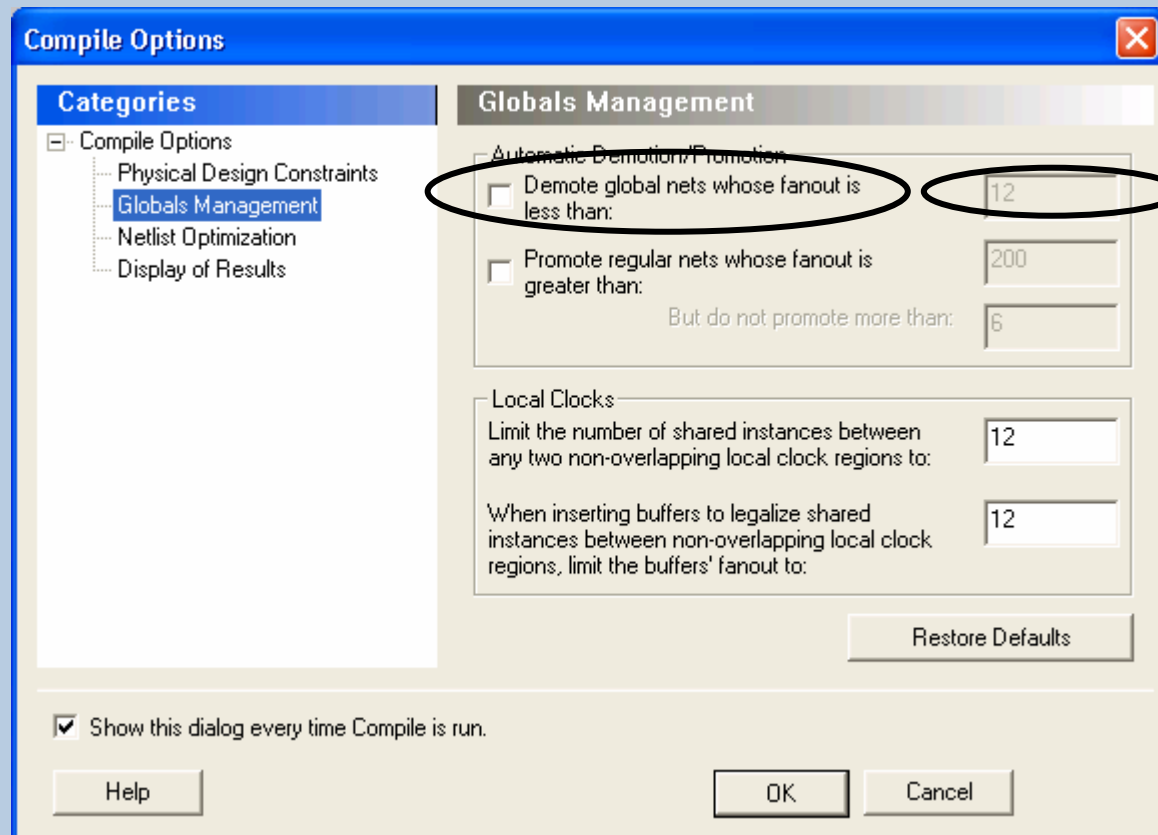 Compile Options
Categories
Compile Options
Physical Design Constraints
Globals Management
Netlist Optimization
Display of Results
Globals Management
Automatic Demotion/Promotion
Demote global nets whose fanout is
less than:
12
Promote regular nets whose fanout is
greater than:
200
But do not promote more than:
6
Local Clocks
Limit the number of shared instances between
any two non-overlapping local clock regions to:
12
When inserting buffers to legalize shared
instances between non-overlapping local clock
regions, limit the buffers' fanout to:
12
Restore Defaults
Show this dialog every time Compile is run.
Help
OK
Cancel